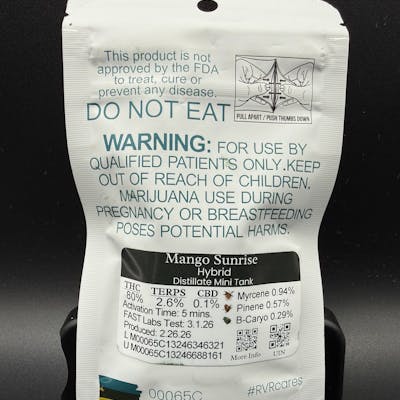 This product is not
approved by the FDA
to treat, cure or
prevent any disease.
DO NOT EAT
PULL APART / PUSH THUMBS DOWN
WARNING: FOR USE BY
QUALIFIED PATIENTS ONLY. KEEP
OUT OF REACH OF CHILDREN.
MARIJUANA USE DURING
PREGNANCY OR BREASTFEEDING
POSES POTENTIAL HARMS.
Mango Sunrise
Hybrid
Distillate Mini Tank
THC TERPS CBD
80% 2.6% 0.1%
Activation Time: 5 mins.
FAST Labs Test: 3.1.26
Produced: 2.26.26
L M00065C13246346321
U M00065C13246688161
Myrcene 0.94%
Pinene 0.57%
B-Caryo 0.29%
More Info UIN
00065C #RVRcares